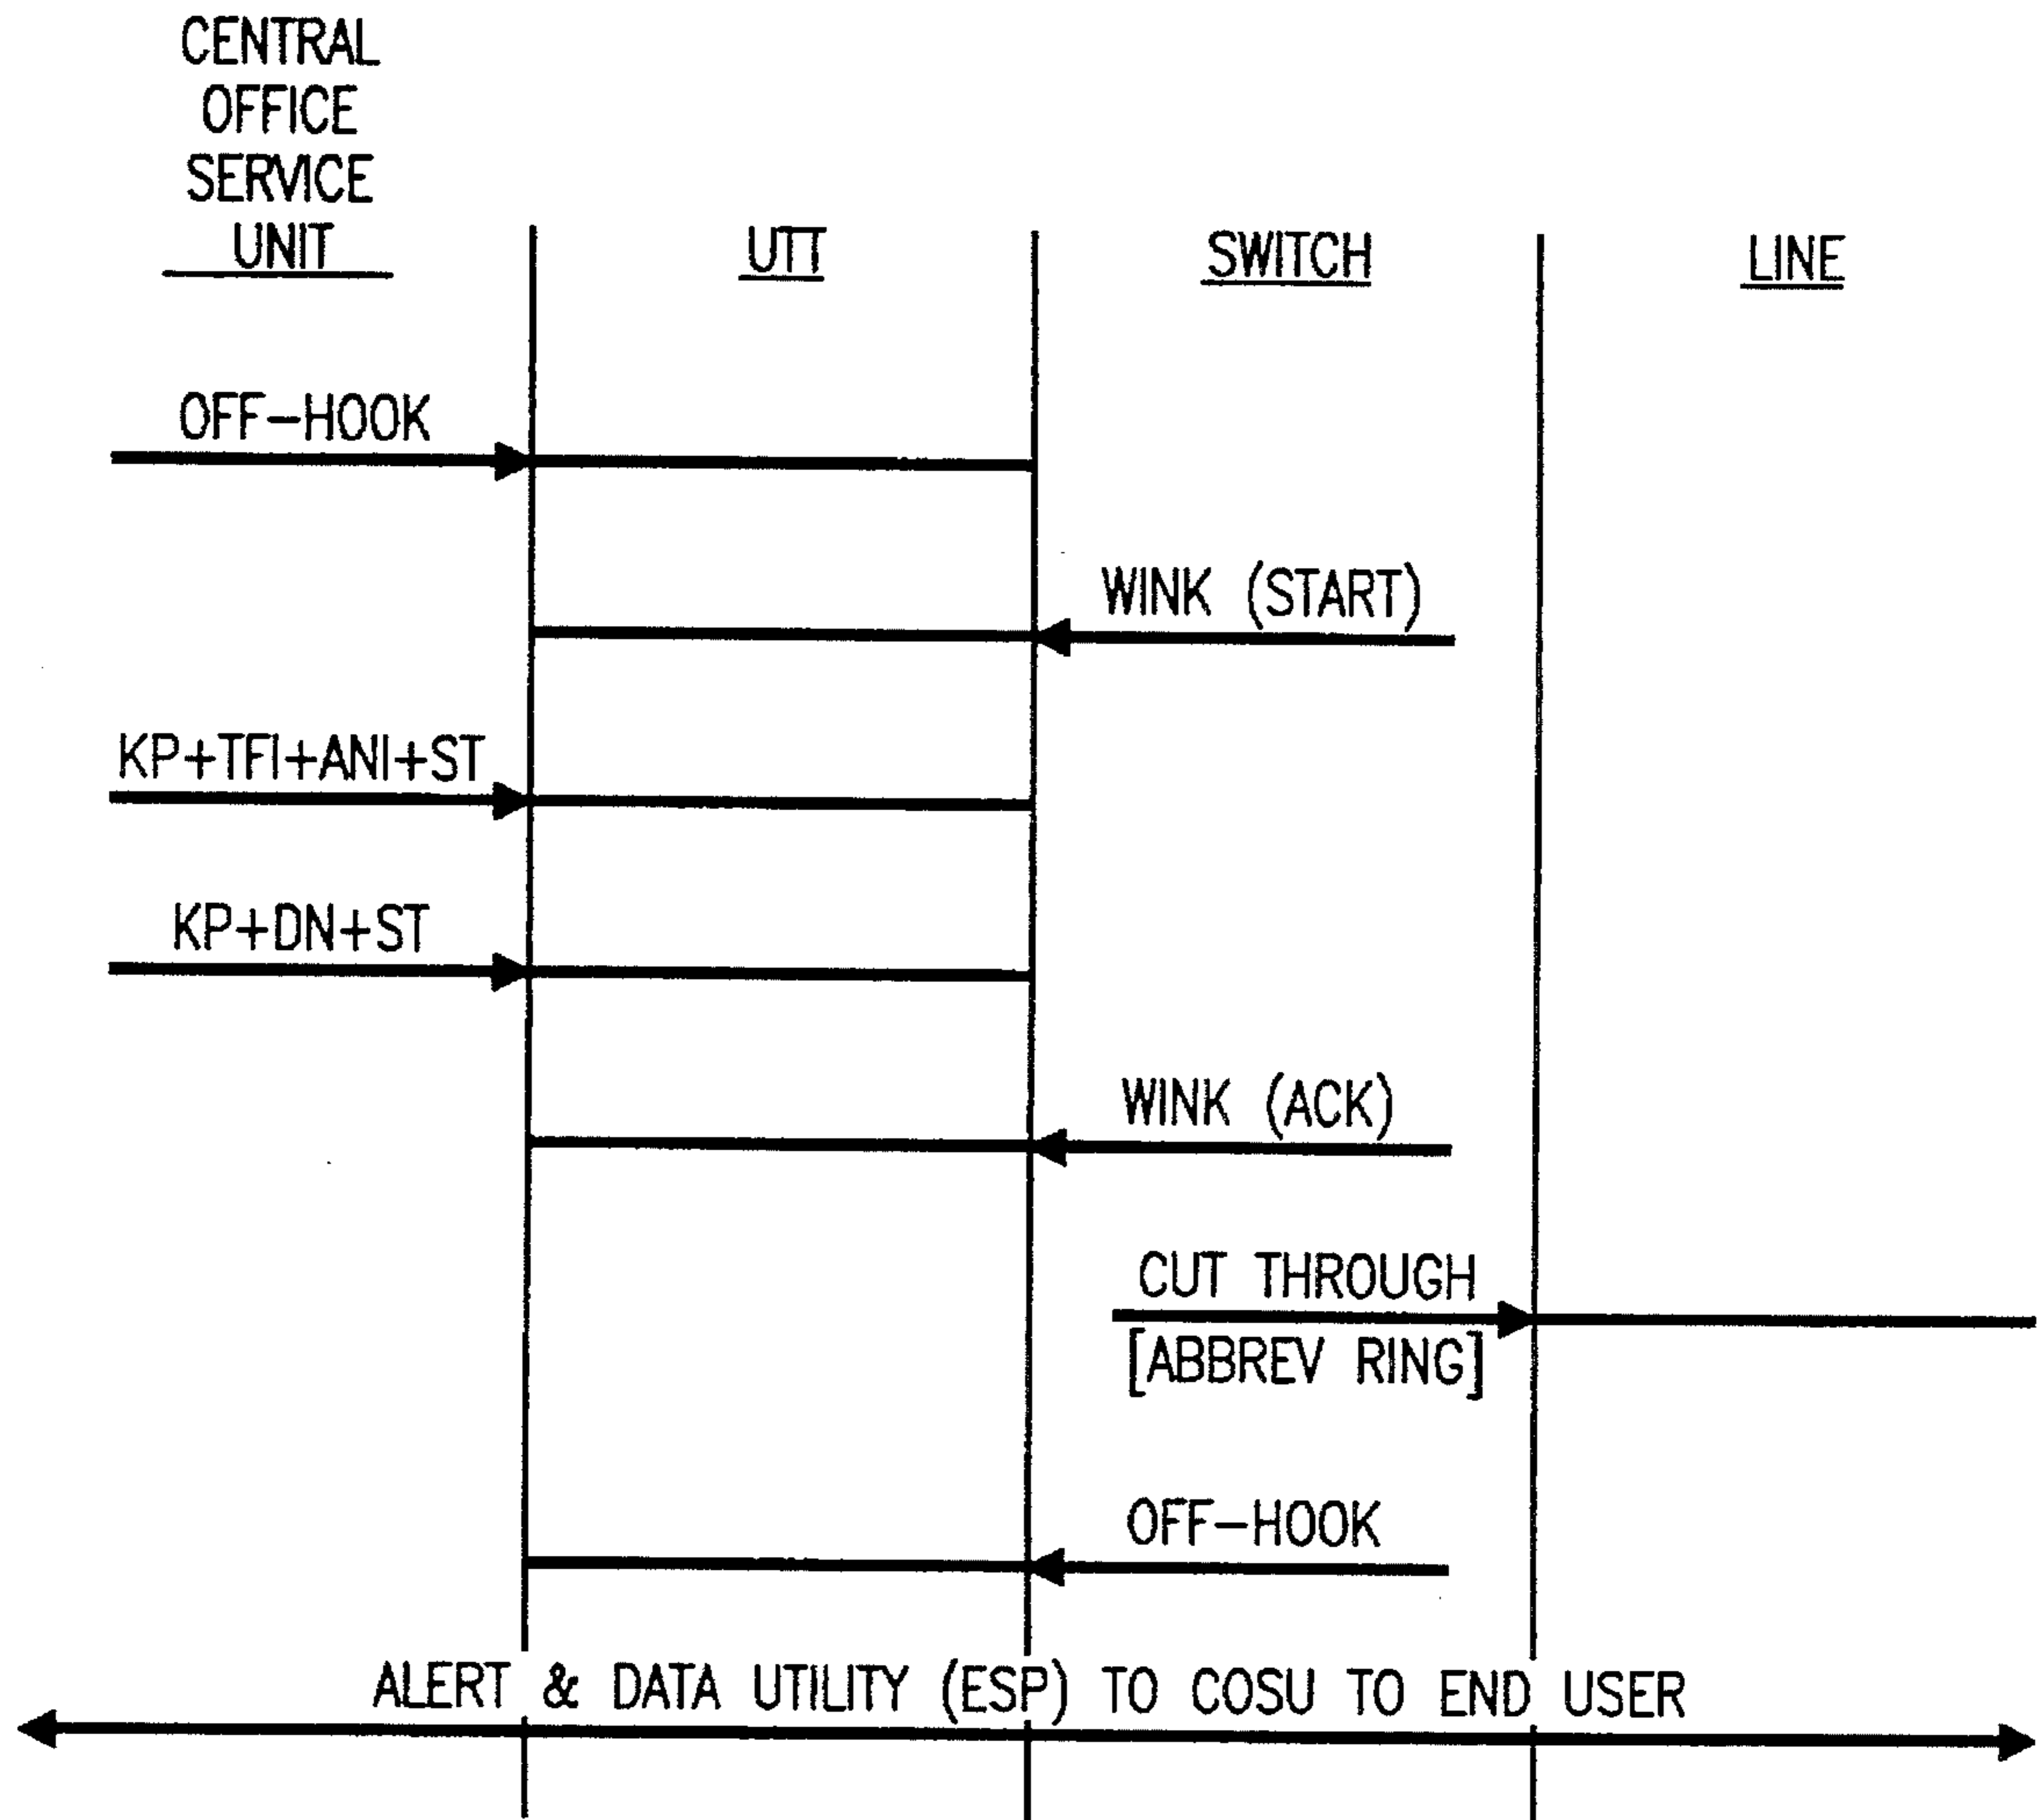 CENTRAL
OFFICE
SERVICE
UNIT
UTT
SWITCH
LINE
OFF-HOOK
WINK (START)
KP+TFI+ANI+ST
KP+DN+ST
WINK (ACK)
CUT THROUGH
[ABBREV RING]
OFF-HOOK
ALERT & DATA UTILITY (ESP) TO COSU TO END USER